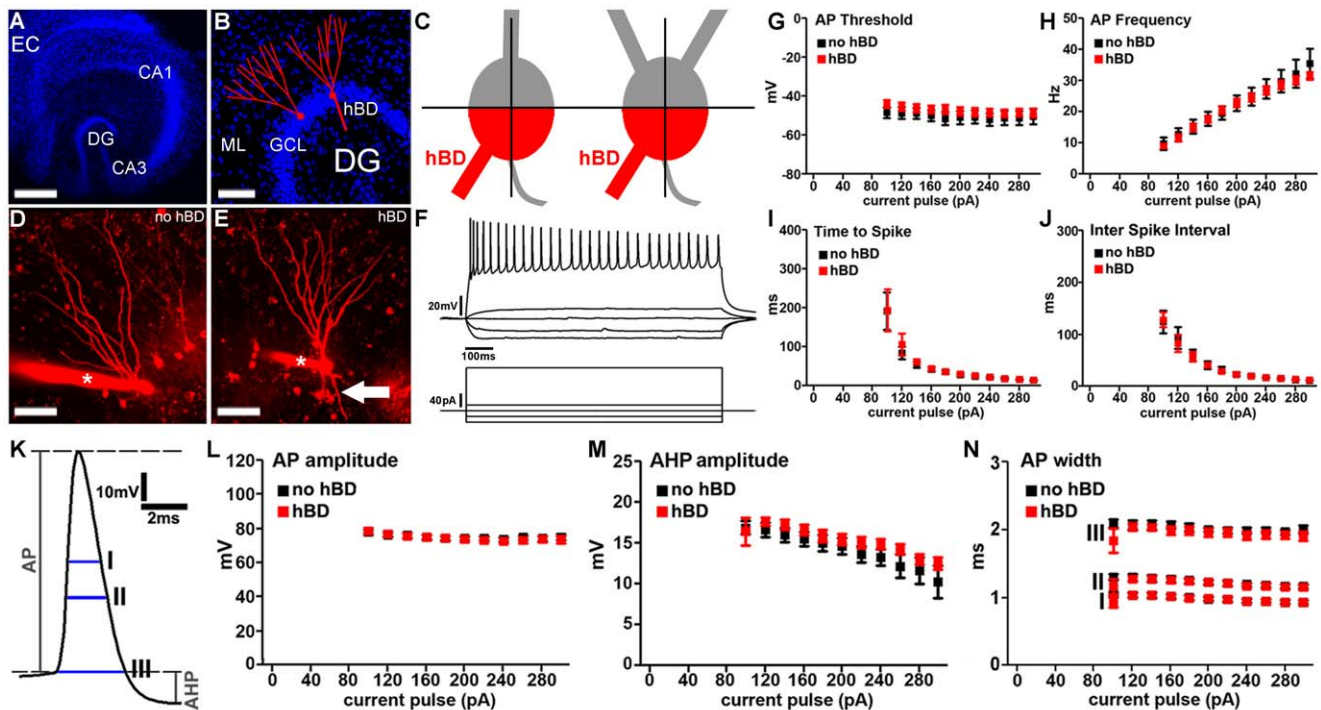 A
EC
CA1
DG
CA3
B
hBD
ML
GCL
DG
C
hBD
hBD
D
no hBD
*
E
hBD
*
F
20mV
100ms
40pA
G
AP Threshold
no hBD
hBD
mV
0
-20
-40
-60
-80
0 40 80 120 160 200 240 280
current pulse (pA)
H
AP Frequency
no hBD
hBD
Hz
50
40
30
20
10
0
0 40 80 120 160 200 240 280
current pulse (pA)
I
Time to Spike
no hBD
hBD
ms
400
300
200
100
0
0 40 80 120 160 200 240 280
current pulse (pA)
J
Inter Spike Interval
no hBD
hBD
ms
300
200
100
0
0 40 80 120 160 200 240 280
current pulse (pA)
K
10mV
2ms
AP
I
II
III
AHP
L
AP amplitude
no hBD
hBD
mV
120
100
80
60
40
20
0
0 40 80 120 160 200 240 280
current pulse (pA)
M
AHP amplitude
no hBD
hBD
mV
25
20
15
10
5
0
0 40 80 120 160 200 240 280
current pulse (pA)
N
AP width
no hBD
hBD
ms
3
2
1
0
III
II
I
0 40 80 120 160 200 240 280
current pulse (pA)